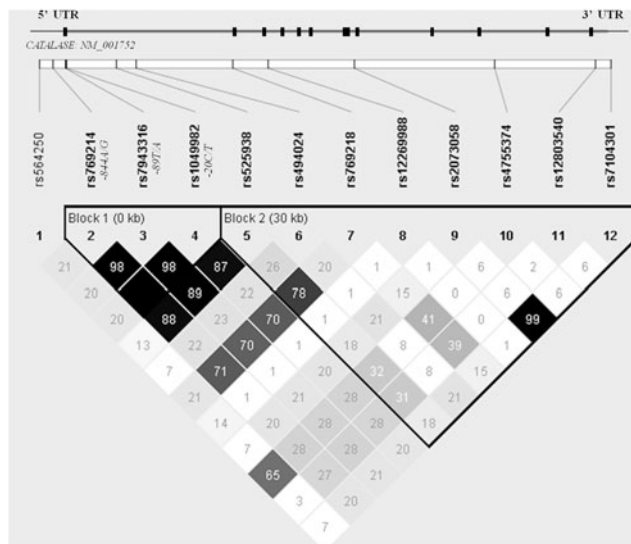 5' UTR 3' UTR
CATALASE: NM_001752
rs564250
rs769214
-844A/G
rs7943316
-89T/A
rs1049982
-20C/T
rs525938
rs494024
rs769218
rs12269988
rs2073058
rs4755374
rs12803540
rs7104301
Block 1 (0 kb) Block 2 (30 kb)
1 2 3 4 5 6 7 8 9 10 11 12
21 98 98 87 26 20 1 1 6 2 6
20 89 22 78 1 15 0 6 6
20 88 23 70 1 21 41 0 99
13 22 70 1 18 8 39 1
7 71 1 20 32 8 15
21 1 21 28 31 21
14 20 28 28 18
7 28 28 20
65 27 21
3 20
7